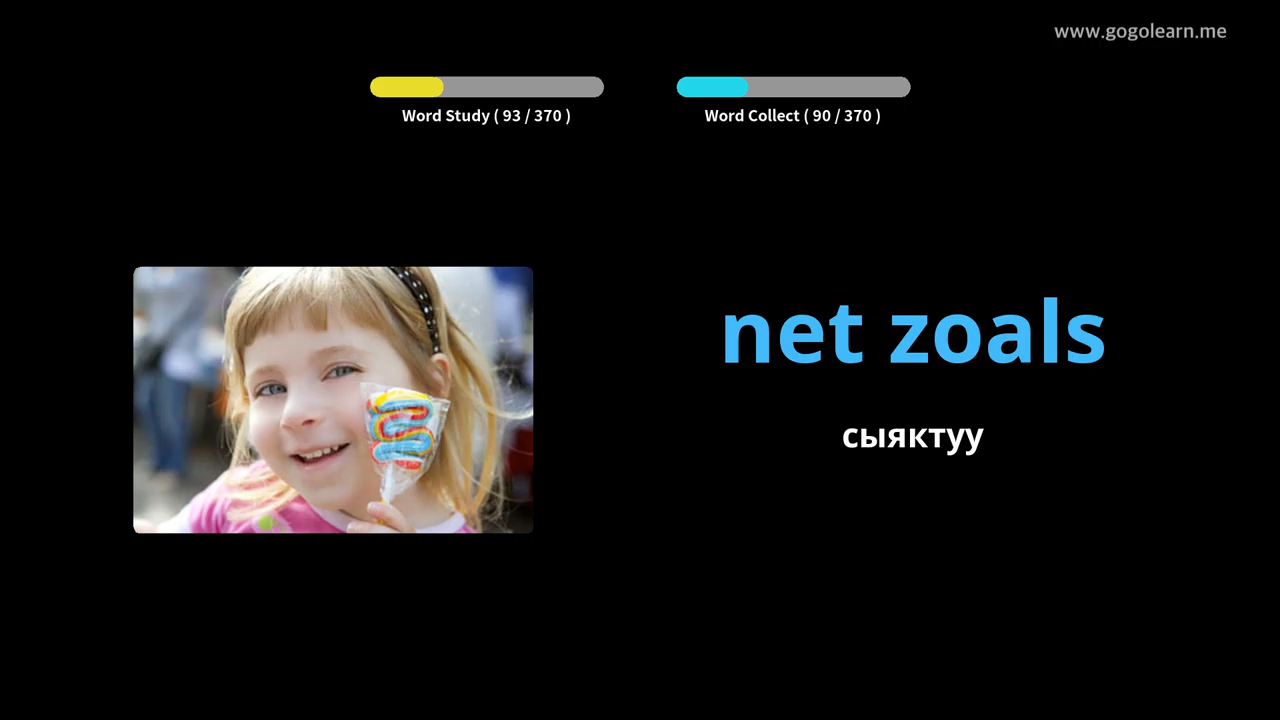 www.gogolearn.me
Word Study ( 93 / 370 )
Word Collect ( 90 / 370 )
net zoals
сыяктуу